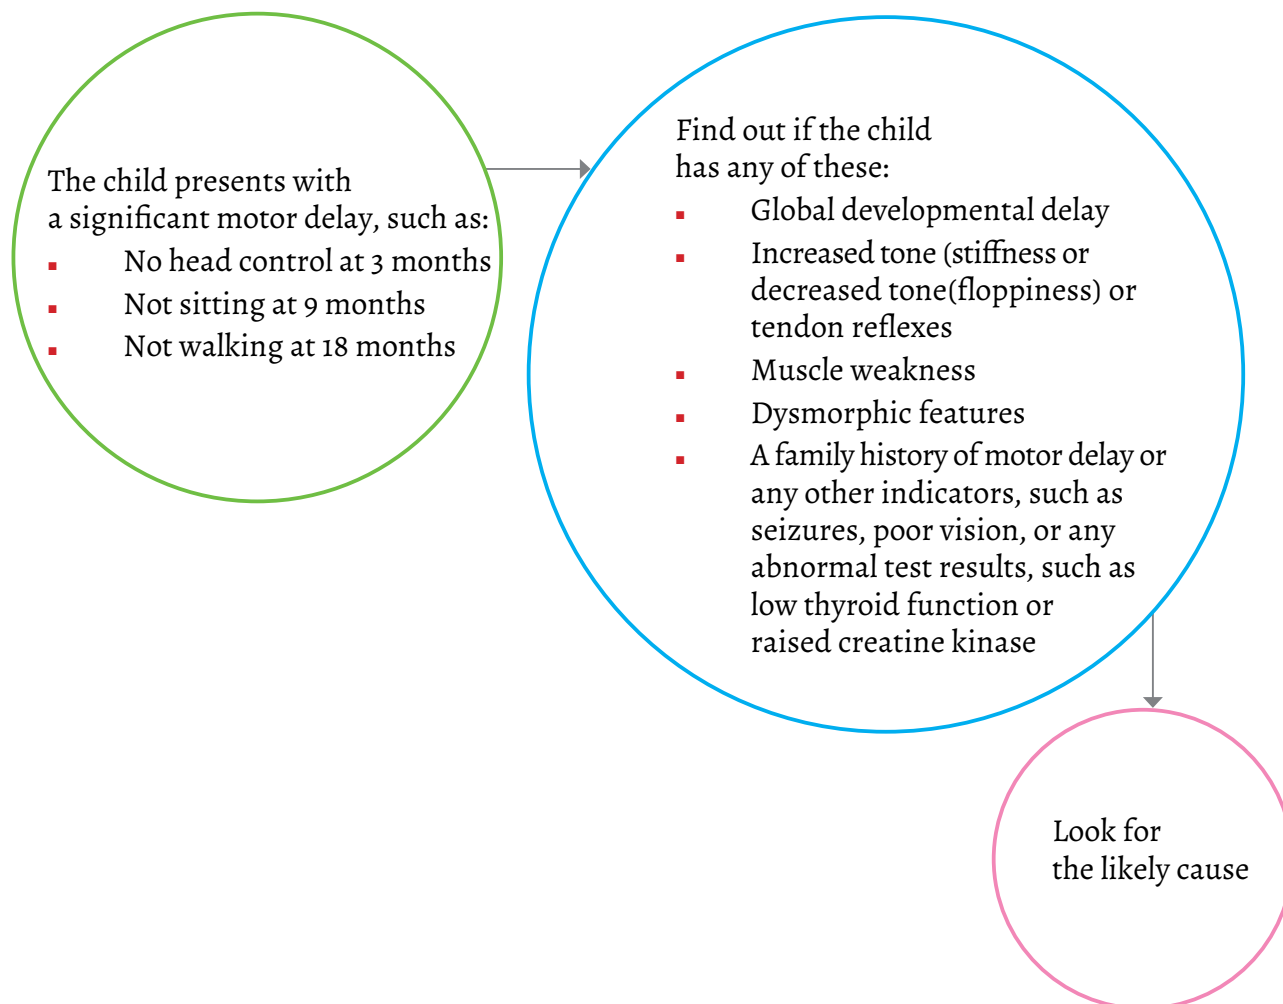 The child presents with
a significant motor delay, such as:
▪ No head control at 3 months
▪ Not sitting at 9 months
▪ Not walking at 18 months
Find out if the child
has any of these:
▪ Global developmental delay
▪ Increased tone (stiffness or
decreased tone(floppiness) or
tendon reflexes
▪ Muscle weakness
▪ Dysmorphic features
▪ A family history of motor delay or
any other indicators, such as
seizures, poor vision, or any
abnormal test results, such as
low thyroid function or
raised creatine kinase
Look for
the likely cause